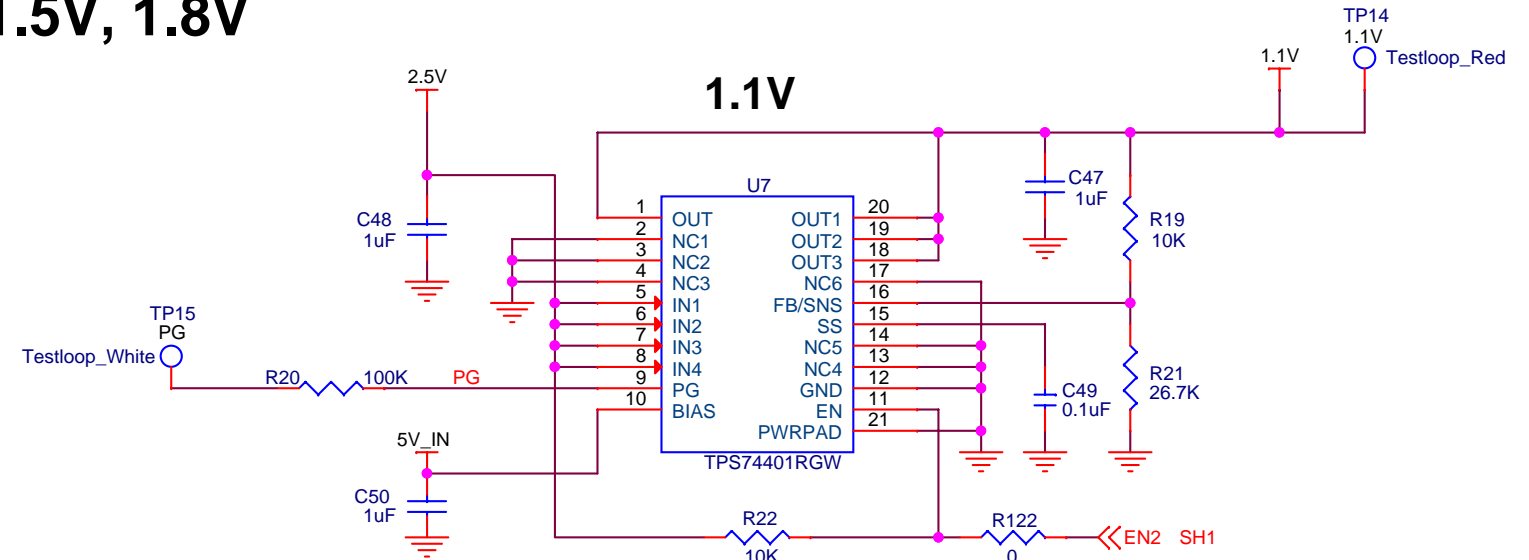 1.5V, 1.8V
TP14
1.1V
Testloop_Red
1.1V
2.5V
1.1V
U7
C48
1uF
C47
1uF
R19
10K
1 OUT OUT1 20
2 NC1 OUT2 19
3 NC2 OUT3 18
4 NC3 NC6 17
5 IN1 FB/SNS 16
6 IN2 SS 15
7 IN3 NC5 14
8 IN4 NC4 13
9 PG GND 12
10 BIAS EN 11
PWRPAD 21
TPS74401RGW
TP15
PG
Testloop_White
R20 100K PG
C49
0.1uF
R21
26.7K
5V_IN
C50
1uF
R22
10K
R122
0
EN2 SH1